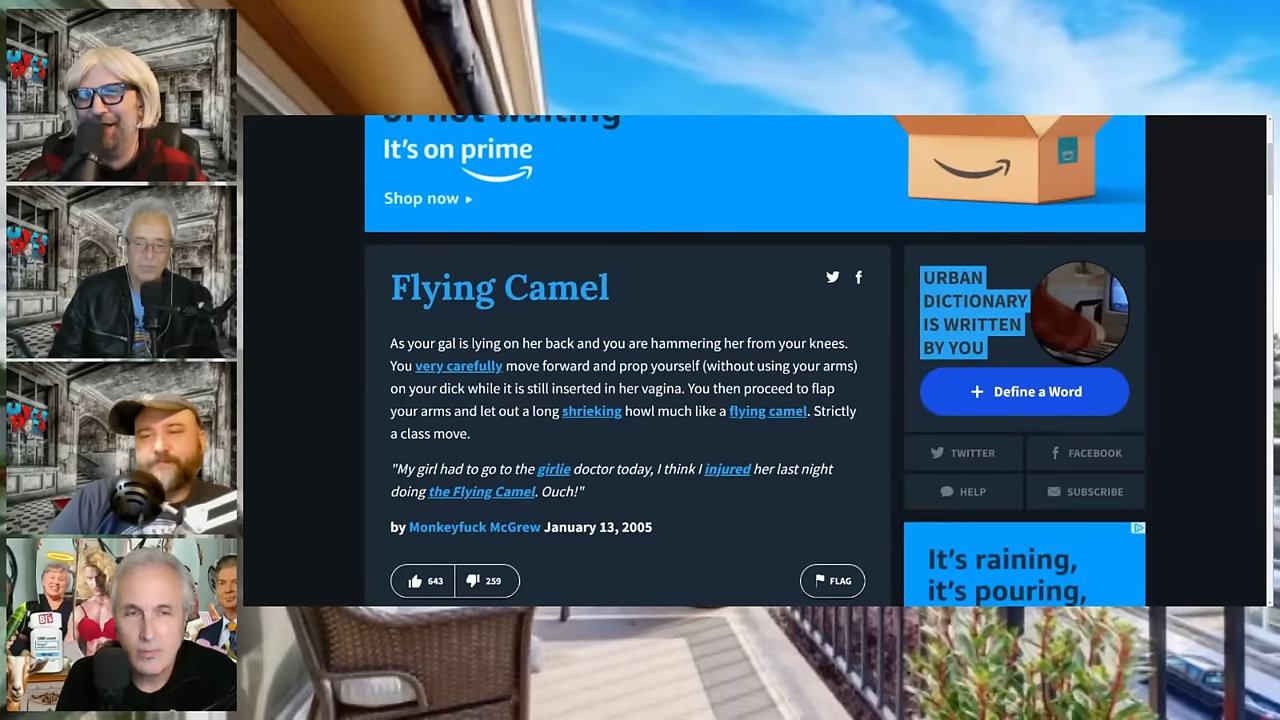 or not waiting
It's on prime
Shop now ▸
Flying Camel
As your gal is lying on her back and you are hammering her from your knees.
You very carefully move forward and prop yourself (without using your arms)
on your dick while it is still inserted in her vagina. You then proceed to flap
your arms and let out a long shrieking howl much like a flying camel. Strictly
a class move.
"My girl had to go to the girlie doctor today, I think I injured her last night
doing the Flying Camel. Ouch!"
by Monkeyfuck McGrew January 13, 2005
643
259
FLAG
URBAN
DICTIONARY
IS WRITTEN
BY YOU
+ Define a Word
TWITTER
FACEBOOK
HELP
SUBSCRIBE
It's raining,
it's pouring,